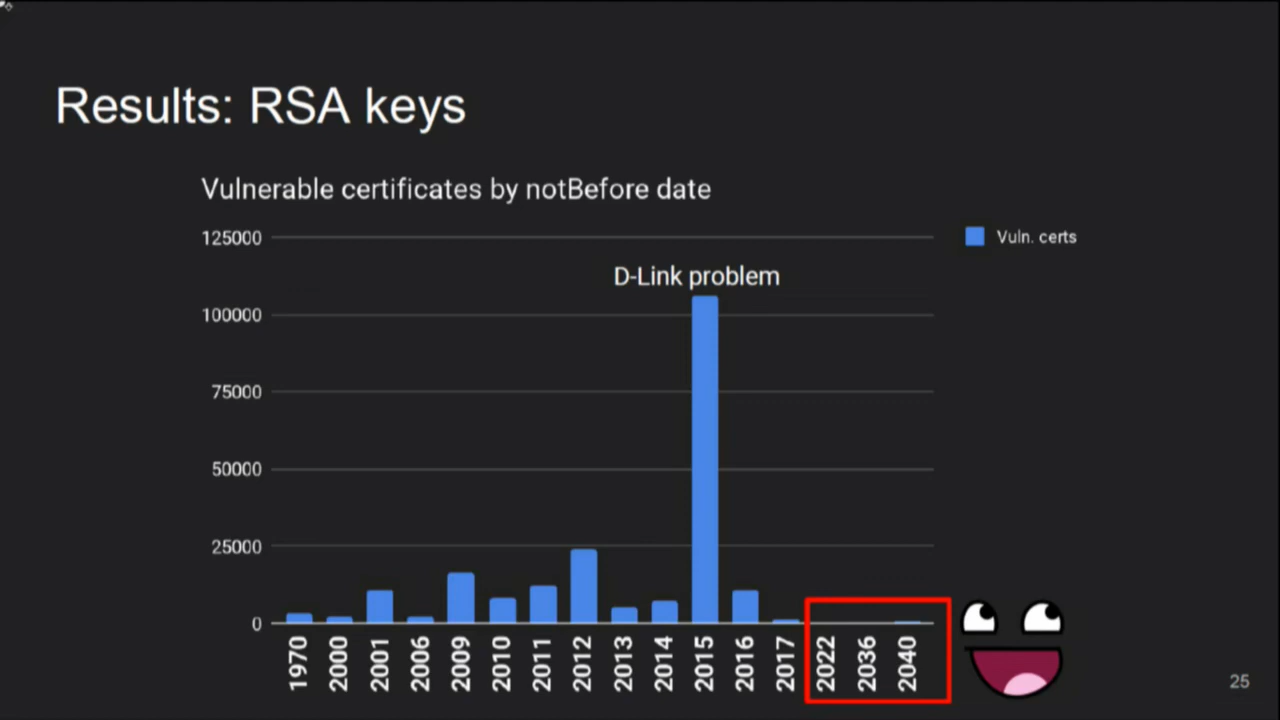 Results: RSA keys
Vulnerable certificates by notBefore date
125000
Vuln. certs
D-Link problem
100000
75000
50000
25000
0
1970 2000 2001 2006 2009 2010 2011 2012 2013 2014 2015 2016 2017 2022 2036 2040
25